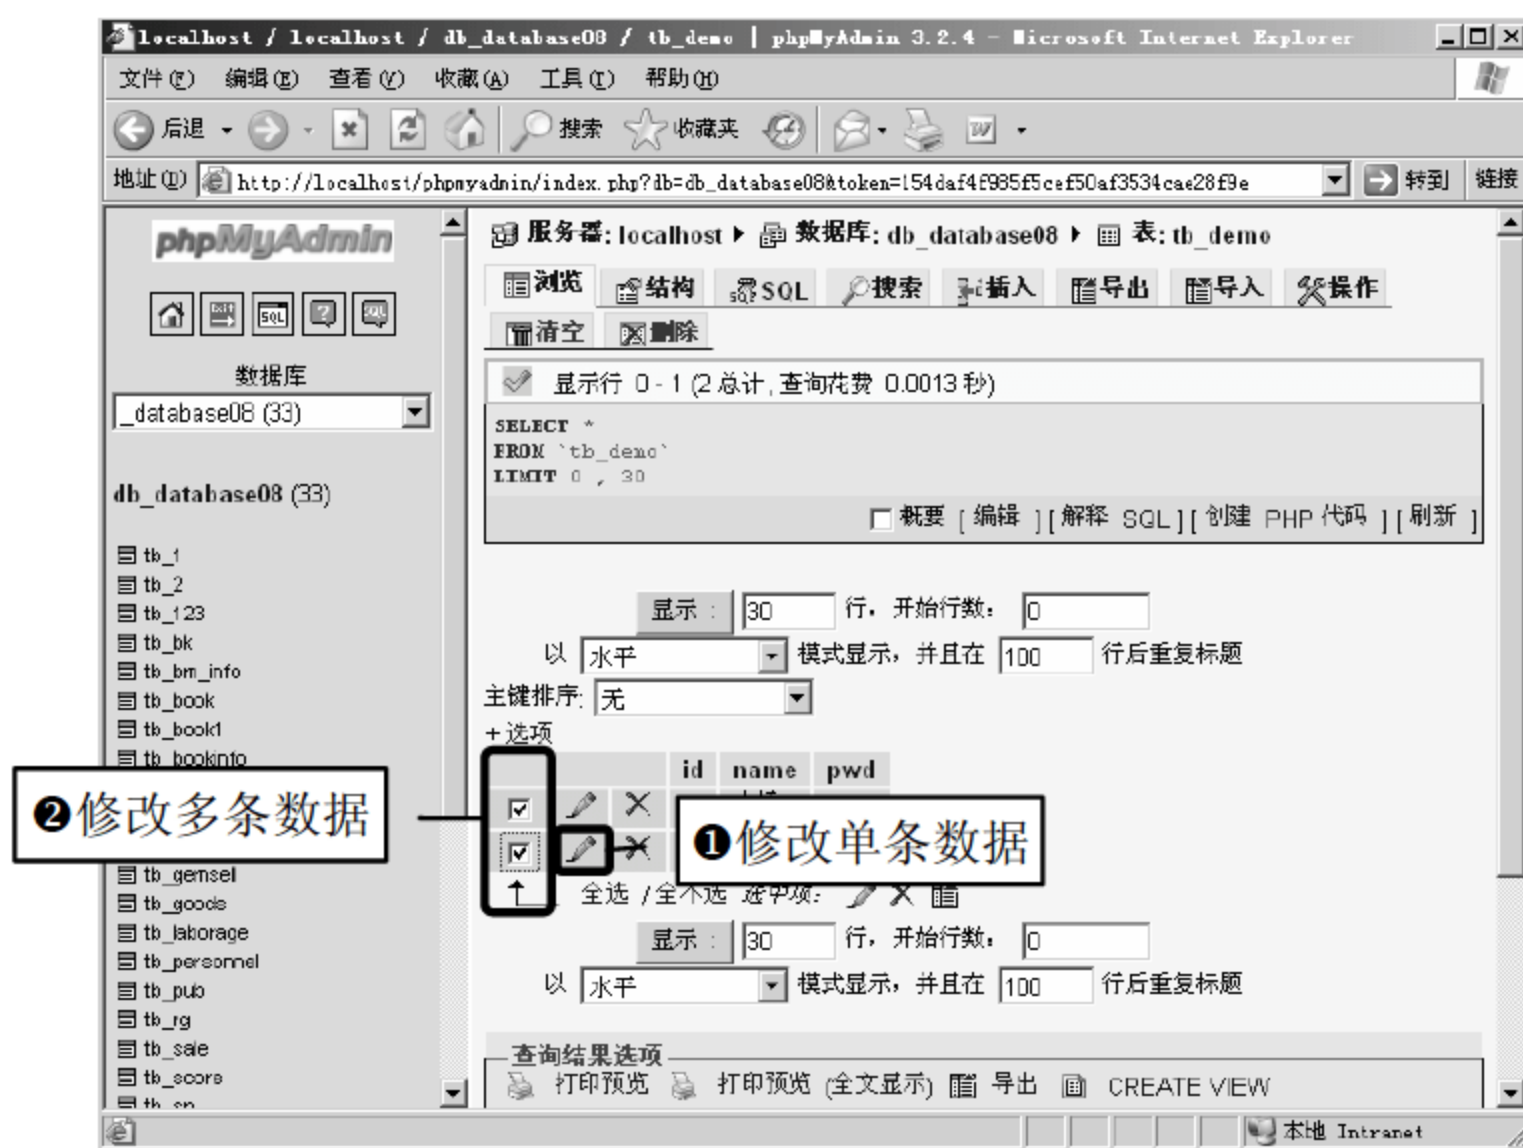 localhost / localhost / db_database08 / tb_demo | phpMyAdmin 3.2.4 - Microsoft Internet Explorer
文件(F) 编辑(E) 查看(V) 收藏(A) 工具(T) 帮助(H)
后退 搜索 收藏夹
地址(D) http://localhost/phpmyadmin/index.php?db=db_database08&token=154daf4f985f5cef50af3534cae28f9e 转到 链接
phpMyAdmin
数据库
_database08 (33)
db_database08 (33)
tb_1
tb_2
tb_123
tb_bk
tb_bm_info
tb_book
tb_book1
tb_bookinfo
tb_gemsel
tb_goods
tb_laborage
tb_personnel
tb_pub
tb_rg
tb_sale
tb_score
服务器: localhost ▶ 数据库: db_database08 ▶ 表: tb_demo
浏览 结构 SQL 搜索 插入 导出 导入 操作
清空 删除
显示行 0 - 1 (2 总计, 查询花费 0.0013 秒)
SELECT *
FROM `tb_demo`
LIMIT 0 , 30
概要 [ 编辑 ] [ 解释 SQL ] [ 创建 PHP 代码 ] [ 刷新 ]
显示 : 30 行, 开始行数: 0
以 水平 模式显示, 并且在 100 行后重复标题
主键排序: 无
+选项
id name pwd
❷修改多条数据
❶修改单条数据
全选 / 全不选 选中项:
显示 : 30 行, 开始行数: 0
以 水平 模式显示, 并且在 100 行后重复标题
查询结果选项
打印预览 打印预览 (全文显示) 导出 CREATE VIEW
本地 Intranet